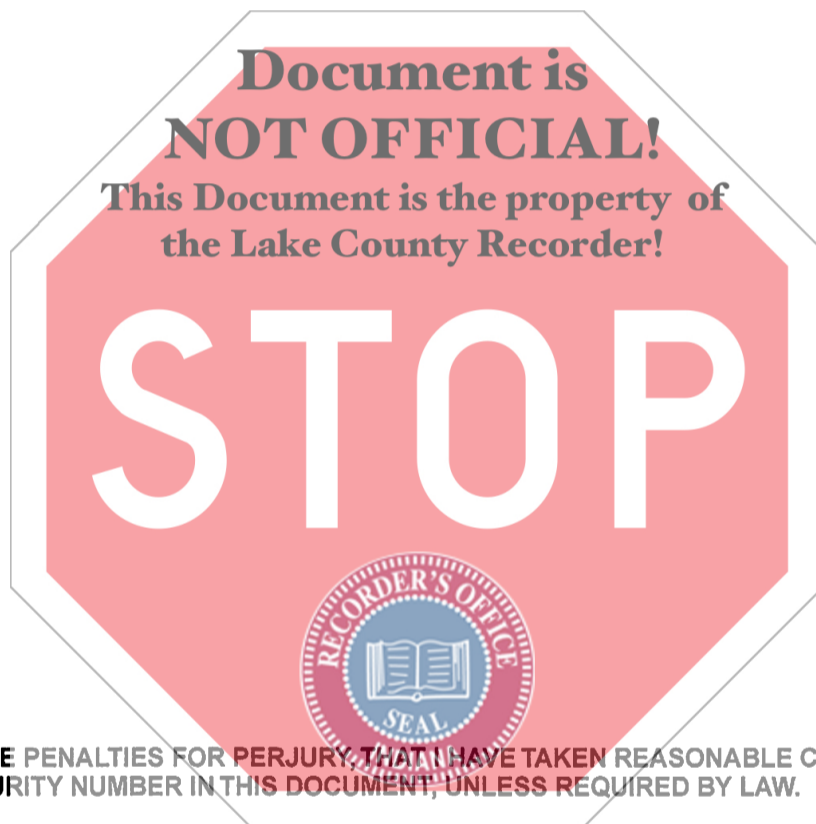 Document is
NOT OFFICIAL!
This Document is the property of
the Lake County Recorder!
STOP
RECORDER'S OFFICE
SEAL
E PENALTIES FOR PERJURY, THAT I HAVE TAKEN REASONABLE C
RITY NUMBER IN THIS DOCUMENT, UNLESS REQUIRED BY LAW.